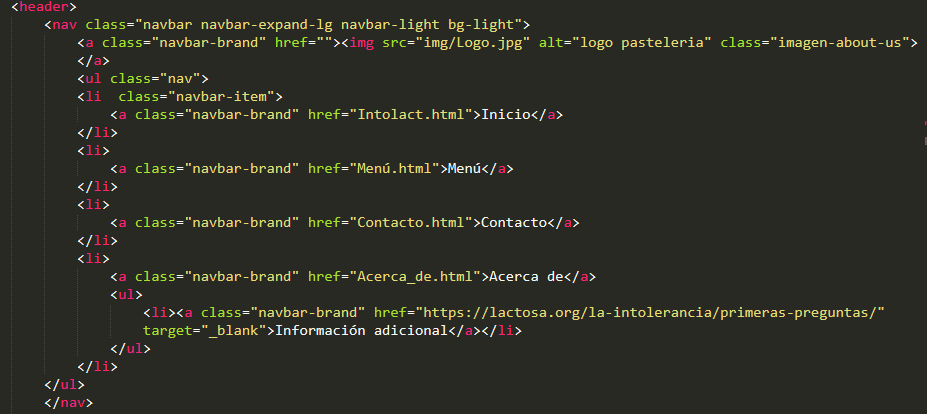 <header>
    <nav class="navbar navbar-expand-lg navbar-light bg-light">
        <a class="navbar-brand" href=""><img src="img/Logo.jpg" alt="logo pasteleria" class="imagen-about-us">
        </a>
        <ul class="nav">
        <li  class="navbar-item">
            <a class="navbar-brand" href="Intolact.html">Inicio</a>
        </li>
        <li>
            <a class="navbar-brand" href="Menú.html">Menú</a>
        </li>
        <li>
            <a class="navbar-brand" href="Contacto.html">Contacto</a>
        </li>
        <li>
            <a class="navbar-brand" href="Acerca_de.html">Acerca de</a>
            <ul>
                <li><a class="navbar-brand" href="https://lactosa.org/la-intolerancia/primeras-preguntas/"
                target="_blank">Información adicional</a></li>
            </ul>
        </li>
    </ul>
    </nav>